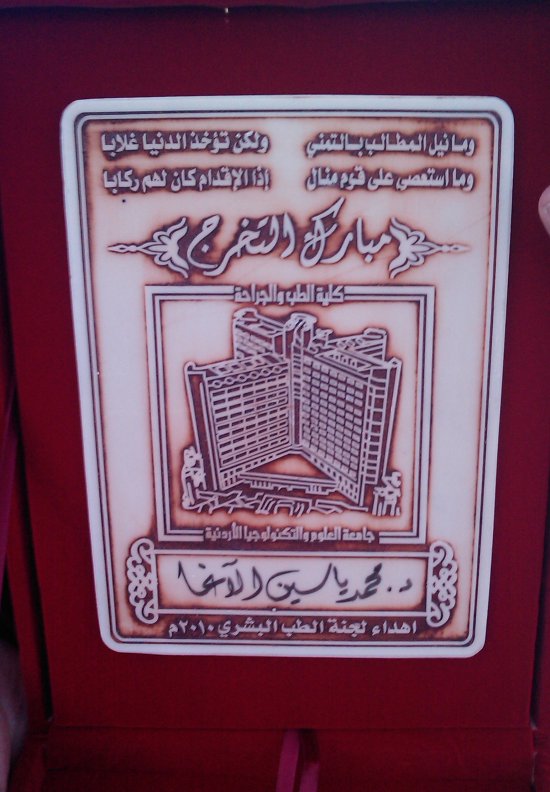 وما نيل المطالب بالتمني ولكن تؤخذ الدنيا غلابا
وما استعصى على قوم منال إذا الإقدام كان لهم ركابا
مبارك التخرج
كلية الطب والجراحة
جامعة العلوم والتكنولوجيا الأردنية
د. محمد ياسين الآغا
اهداء لجنة الطب البشري ٢٠١٠م